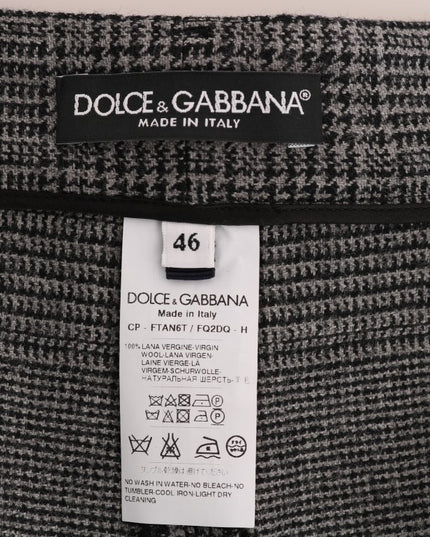 DOLCE & GABBANA®
MADE IN ITALY
46
DOLCE & GABBANA
Made in Italy
CP - FTAN6T / FQ2DQ - H
100% LANA VERGINE-VIRGIN
WOOL-LANA VIRGEN-
LAINE VIERGE-LÃ
VIRGEM-SCHURWOLLE-
НАТУРАЛЬНАЯ ШЕРСТЬ-
P
P
P
NO WASH IN WATER-NO BLEACH-NO
TUMBLER-COOL IRON-LIGHT DRY
CLEANING